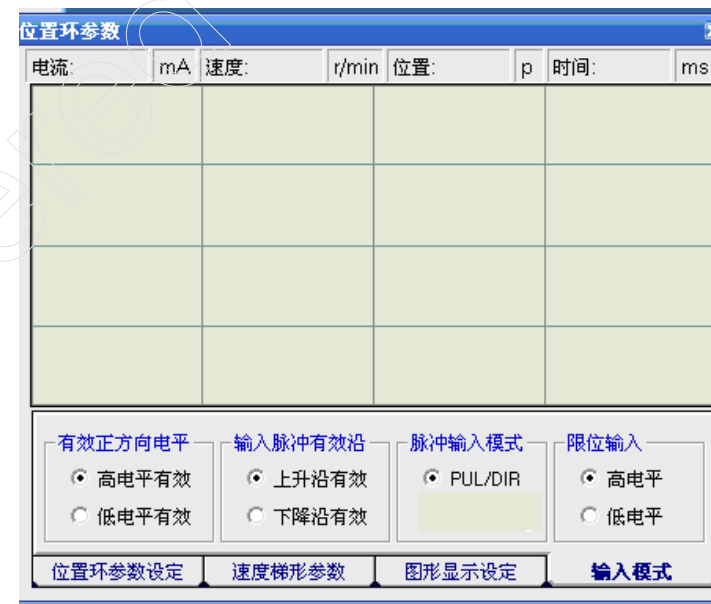 位置环参数
电流: mA 速度: r/min 位置: p 时间: ms
有效正方向电平 输入脉冲有效沿 脉冲输入模式 限位输入
高电平有效 上升沿有效 PUL/DIR 高电平
低电平有效 下降沿有效 低电平
位置环参数设定 速度梯形参数 图形显示设定 输入模式